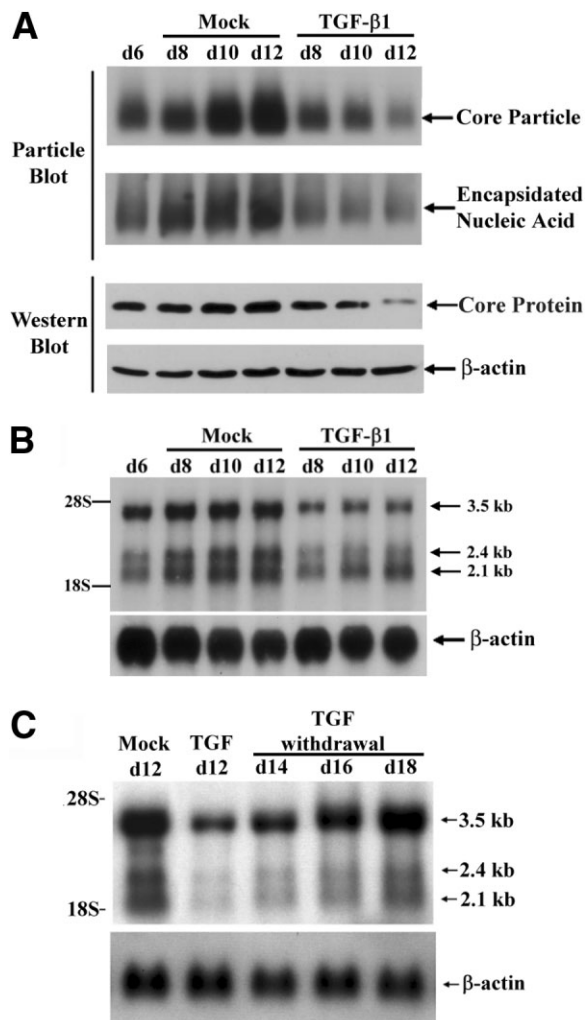 A
Mock TGF-β1
d6 d8 d10 d12 d8 d10 d12
Core Particle
Particle
Blot
Encapsidated
Nucleic Acid
Core Protein
Western
Blot
β-actin
B
Mock TGF-β1
d6 d8 d10 d12 d8 d10 d12
28S
3.5 kb
2.4 kb
2.1 kb
18S
β-actin
C
TGF
Mock TGF withdrawal
d12 d12 d14 d16 d18
28S-
3.5 kb
2.4 kb
2.1 kb
18S-
β-actin